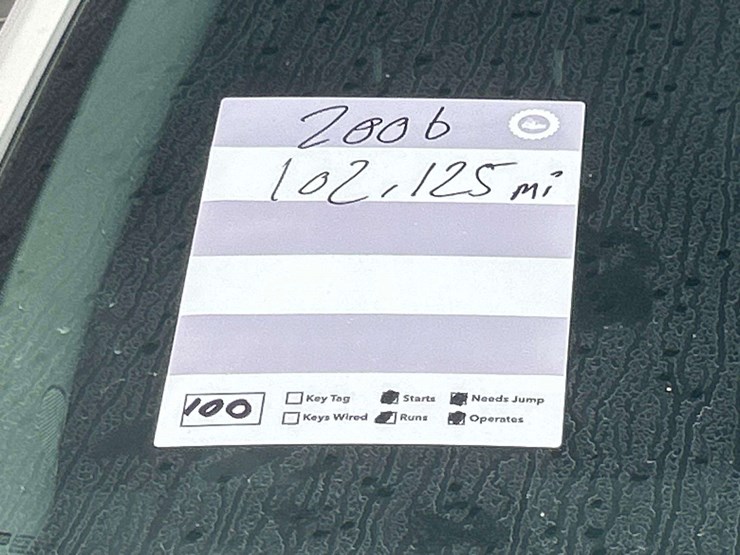 2006
102,125 mi
100
Key Tag Starts Needs Jump
Keys Wired Runs Operates